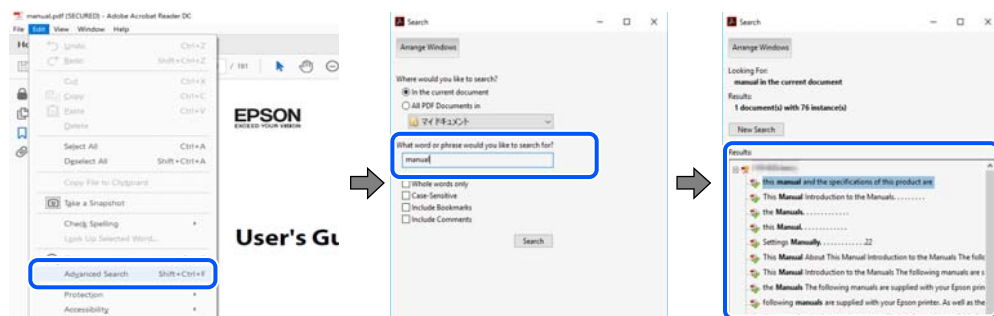 manual.pdf (SECURED) - Adobe Acrobat Reader DC
File Edit View Window Help
Undo Ctrl+Z
Redo Shift+Ctrl+Z
Cut Ctrl+X
Copy Ctrl+C
Paste Ctrl+V
Delete
Select All Ctrl+A
Deselect All Shift+Ctrl+A
Copy File to Clipboard
Take a Snapshot
Check Spelling
Look Up Selected Word...
Advanced Search Shift+Ctrl+F
Protection
Accessibility
/ 191
EPSON
EXCEED YOUR VISION
User's Gu
Search
Arrange Windows
Where would you like to search?
In the current document
All PDF Documents in
マイ ドキュメント
What word or phrase would you like to search for?
manual
Whole words only
Case-Sensitive
Include Bookmarks
Include Comments
Search
Search
Arrange Windows
Looking For:
manual in the current document
Results:
1 document(s) with 76 instance(s)
New Search
Results:
this manual and the specifications of this product are
This Manual Introduction to the Manuals. . . . . . . . .
the Manuals. . . . . . . . . . . . .
this Manual. . . . . . . . . . . . .
Settings Manually. . . . . . . . . . . . .22
This Manual About This Manual Introduction to the Manuals The follo
This Manual Introduction to the Manuals The following manuals are s
the Manuals The following manuals are supplied with your Epson prin
following manuals are supplied with your Epson printer. As well as the